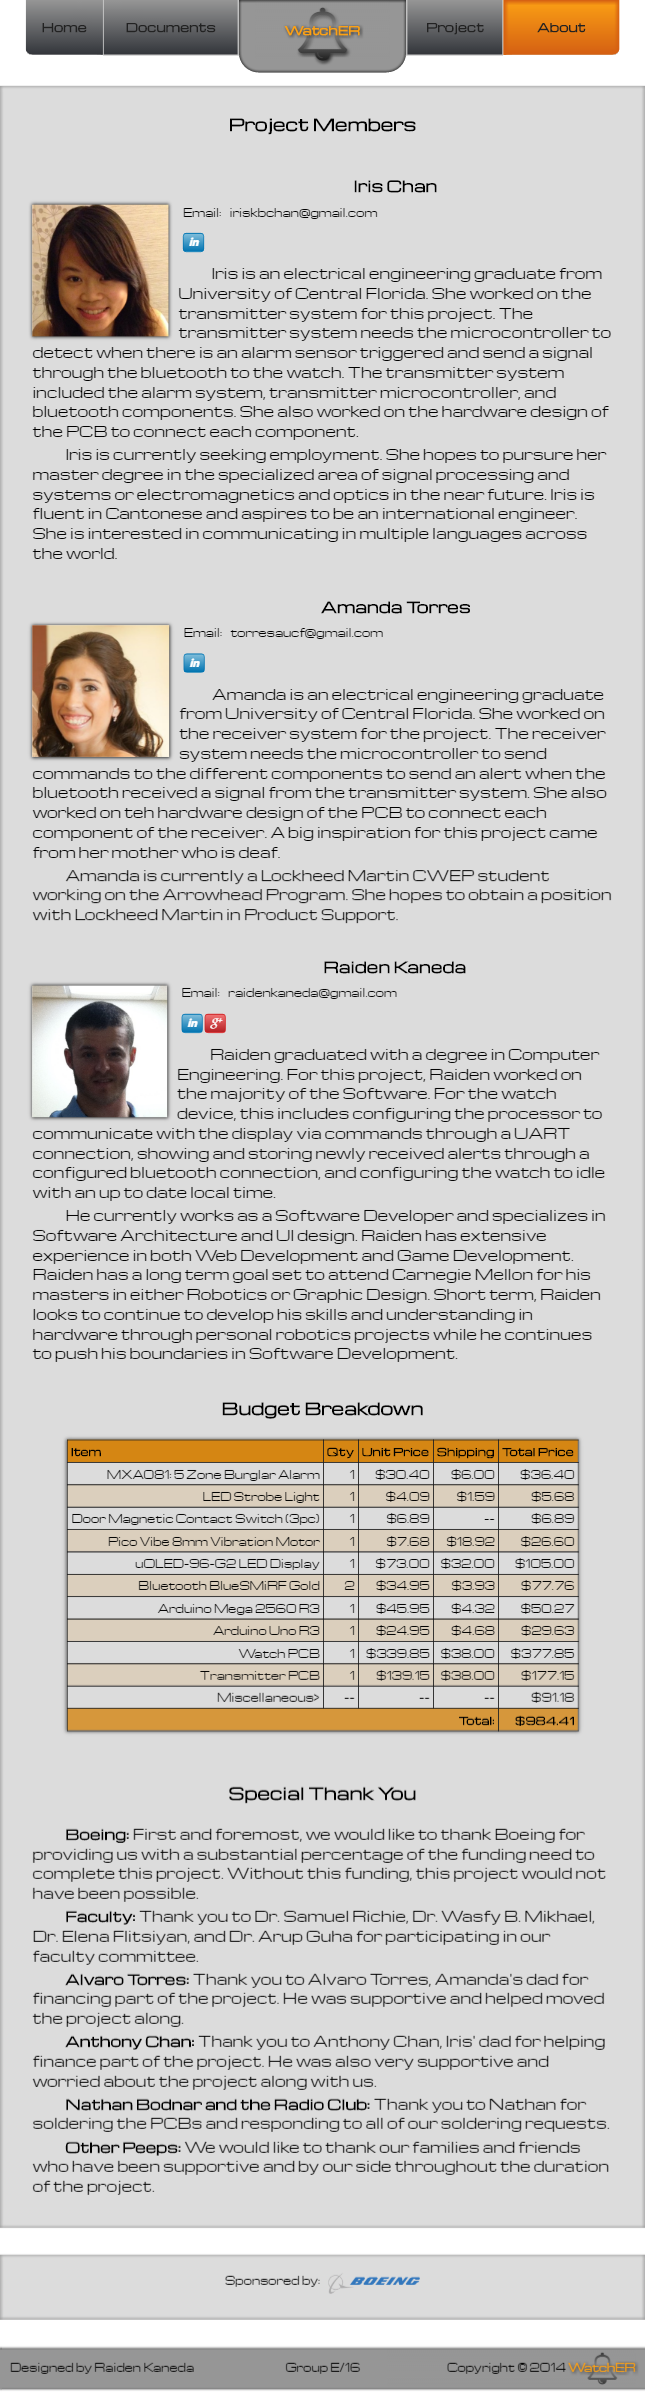 Home Documents WatchER Project About
Project Members
Iris Chan
Email: iriskbchan@gmail.com
in
Iris is an electrical engineering graduate from
University of Central Florida. She worked on the
transmitter system for this project. The
transmitter system needs the microcontroller to
detect when there is an alarm sensor triggered and send a signal
through the bluetooth to the watch. The transmitter system
included the alarm system, transmitter microcontroller, and
bluetooth components. She also worked on the hardware design of
the PCB to connect each component.
Iris is currently seeking employment. She hopes to pursure her
master degree in the specialized area of signal processing and
systems or electromagnetics and optics in the near future. Iris is
fluent in Cantonese and aspires to be an international engineer.
She is interested in communicating in multiple languages across
the world.
Amanda Torres
Email: torresaucf@gmail.com
in
Amanda is an electrical engineering graduate
from University of Central Florida. She worked on
the receiver system for the project. The receiver
system needs the microcontroller to send
commands to the different components to send an alert when the
bluetooth received a signal from the transmitter system. She also
worked on teh hardware design of the PCB to connect each
component of the receiver. A big inspiration for this project came
from her mother who is deaf.
Amanda is currently a Lockheed Martin CWEP student
working on the Arrowhead Program. She hopes to obtain a position
with Lockheed Martin in Product Support.
Raiden Kaneda
Email: raidenkaneda@gmail.com
in g+
Raiden graduated with a degree in Computer
Engineering. For this project, Raiden worked on
the majority of the Software. For the watch
device, this includes configuring the processor to
communicate with the display via commands through a UART
connection, showing and storing newly received alerts through a
configured bluetooth connection, and configuring the watch to idle
with an up to date local time.
He currently works as a Software Developer and specializes in
Software Architecture and UI design. Raiden has extensive
experience in both Web Development and Game Development.
Raiden has a long term goal set to attend Carnegie Mellon for his
masters in either Robotics or Graphic Design. Short term, Raiden
looks to continue to develop his skills and understanding in
hardware through personal robotics projects while he continues
to push his boundaries in Software Development.
Budget Breakdown
Item Qty Unit Price Shipping Total Price
MXA081: 5 Zone Burglar Alarm 1 $30.40 $6.00 $36.40
LED Strobe Light 1 $4.09 $1.59 $5.68
Door Magnetic Contact Switch (3pc) 1 $6.89 -- $6.89
Pico Vibe 8mm Vibration Motor 1 $7.68 $18.92 $26.60
uOLED-96-G2 LED Display 1 $73.00 $32.00 $105.00
Bluetooth BlueSMiRF Gold 2 $34.95 $3.93 $77.76
Arduino Mega 2560 R3 1 $45.95 $4.32 $50.27
Arduino Uno R3 1 $24.95 $4.68 $29.63
Watch PCB 1 $339.85 $38.00 $377.85
Transmitter PCB 1 $139.15 $38.00 $177.15
Miscellaneous> -- -- -- $91.18
Total: $984.41
Special Thank You
Boeing: First and foremost, we would like to thank Boeing for
providing us with a substantial percentage of the funding need to
complete this project. Without this funding, this project would not
have been possible.
Faculty: Thank you to Dr. Samuel Richie, Dr. Wasfy B. Mikhael,
Dr. Elena Flitsiyan, and Dr. Arup Guha for participating in our
faculty committee.
Alvaro Torres: Thank you to Alvaro Torres, Amanda's dad for
financing part of the project. He was supportive and helped moved
the project along.
Anthony Chan: Thank you to Anthony Chan, Iris' dad for helping
finance part of the project. He was also very supportive and
worried about the project along with us.
Nathan Bodnar and the Radio Club: Thank you to Nathan for
soldering the PCBs and responding to all of our soldering requests.
Other Peeps: We would like to thank our families and friends
who have been supportive and by our side throughout the duration
of the project.
Sponsored by: BOEING
Designed by Raiden Kaneda Group E/16 Copyright © 2014 WatchER